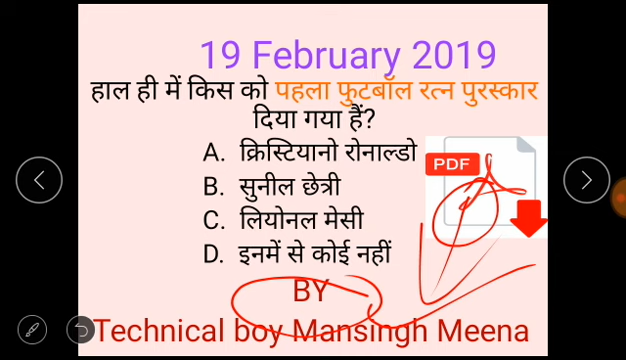 19 February 2019
हाल ही में किस को पहला फुटबॉल रत्न पुरस्कार
दिया गया हैं?
A. क्रिस्टियानो रोनाल्डो
B. सुनील छेत्री
C. लियोनल मेसी
D. इनमें से कोई नहीं
PDF
BY
Technical boy Mansingh Meena